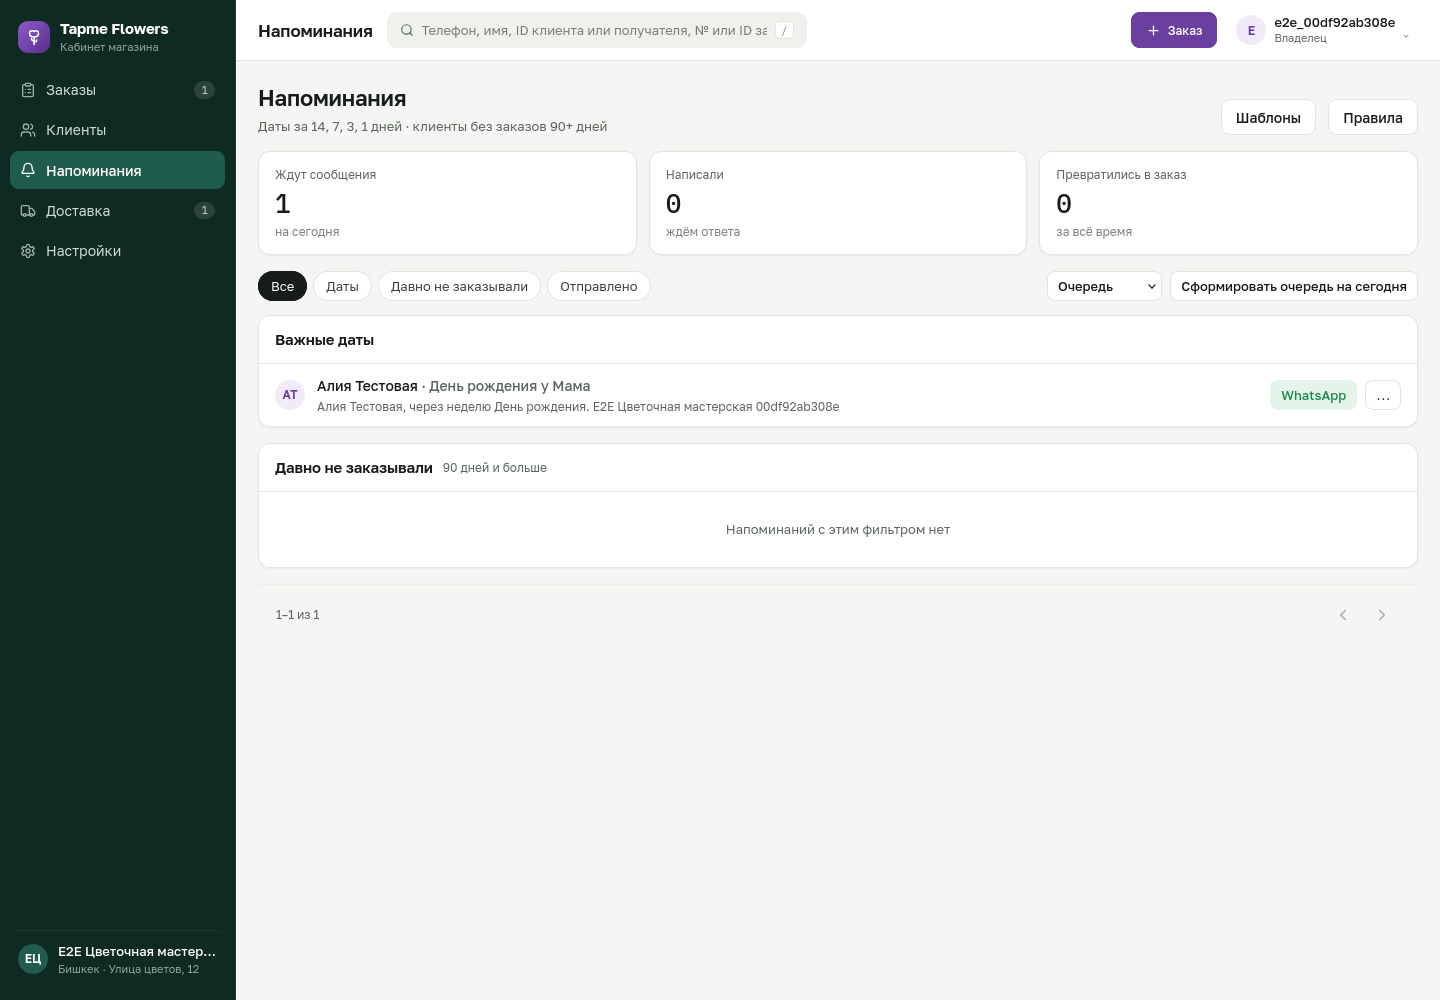 Tapme Flowers
Кабинет магазина
Заказы 1
Клиенты
Напоминания
Доставка 1
Настройки
ЕЦ E2E Цветочная мастер...
Бишкек · Улица цветов, 12
Напоминания
Телефон, имя, ID клиента или получателя, № или ID за /
+ Заказ
E e2e_00df92ab308e
Владелец
Напоминания
Даты за 14, 7, 3, 1 дней · клиенты без заказов 90+ дней
Шаблоны Правила
Ждут сообщения
1
на сегодня
Написали
0
ждём ответа
Превратились в заказ
0
за всё время
Все Даты Давно не заказывали Отправлено Очередь Сформировать очередь на сегодня
Важные даты
АТ Алия Тестовая · День рождения у Мама
Алия Тестовая, через неделю День рождения. E2E Цветочная мастерская 00df92ab308e
WhatsApp ...
Давно не заказывали 90 дней и больше
Напоминаний с этим фильтром нет
1–1 из 1